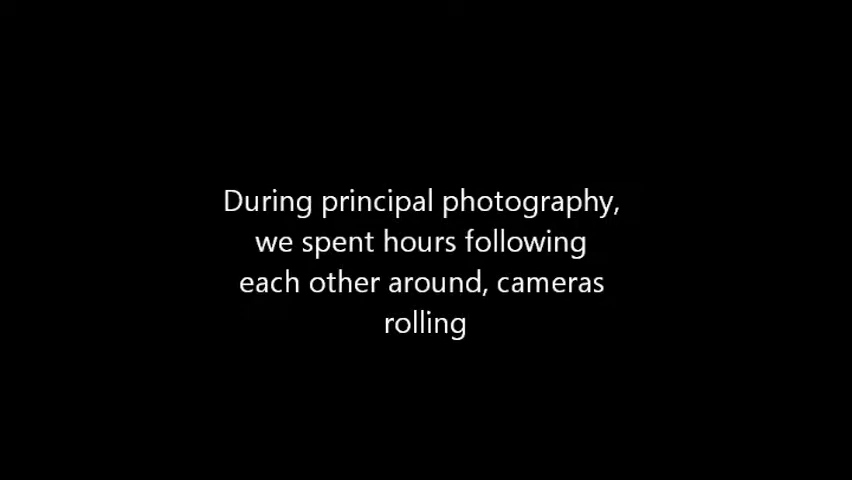 During principal photography,
we spent hours following
each other around, cameras
rolling